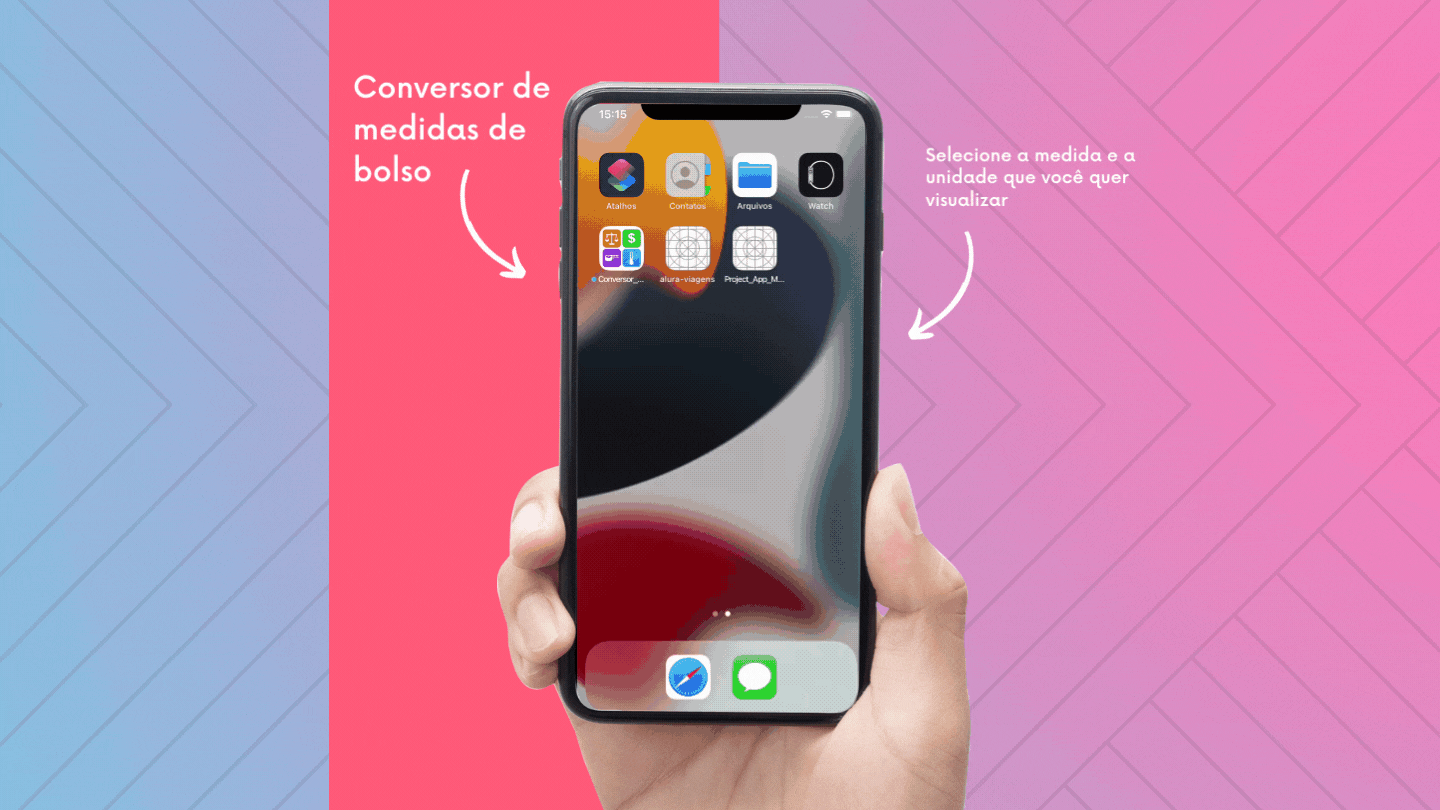 Conversor de
medidas de
bolso
15:15
Selecione a medida e a
unidade que você quer
visualizar
Atalhos
Contatos
Arquivos
Watch
$
Conversor_...
alura-viagens
Project_App_M...